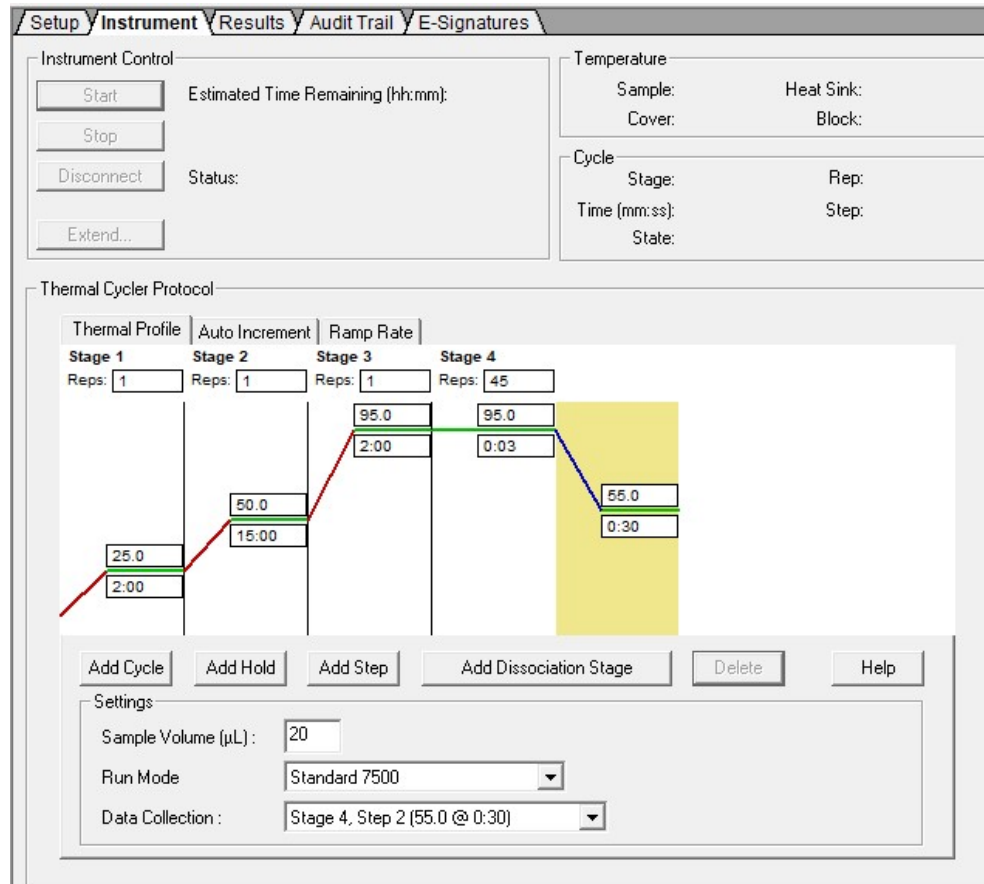 Setup Instrument Results Audit Trail E-Signatures
Instrument Control
Start Estimated Time Remaining (hh:mm):
Stop
Disconnect Status:
Extend...
Temperature
Sample: Heat Sink:
Cover: Block:
Cycle
Stage: Rep:
Time (mm:ss): Step:
State:
Thermal Cycler Protocol
Thermal Profile Auto Increment Ramp Rate
Stage 1 Stage 2 Stage 3 Stage 4
Reps: 1 Reps: 1 Reps: 1 Reps: 45
95.0 95.0
2:00 0:03
50.0 55.0
15:00 0:30
25.0
2:00
Add Cycle Add Hold Add Step Add Dissociation Stage Delete Help
Settings
Sample Volume (µL) : 20
Run Mode Standard 7500
Data Collection : Stage 4, Step 2 (55.0 @ 0:30)